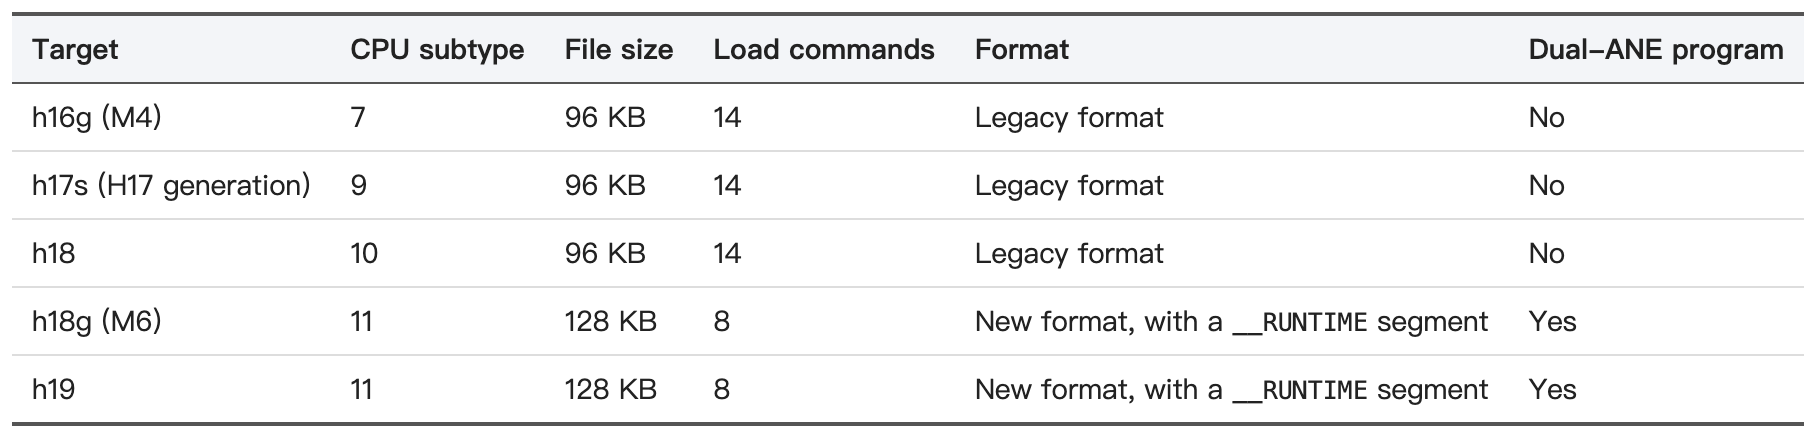 Target CPU subtype File size Load commands Format Dual-ANE program
h16g (M4) 7 96 KB 14 Legacy format No
h17s (H17 generation) 9 96 KB 14 Legacy format No
h18 10 96 KB 14 Legacy format No
h18g (M6) 11 128 KB 8 New format, with a __RUNTIME segment Yes
h19 11 128 KB 8 New format, with a __RUNTIME segment Yes